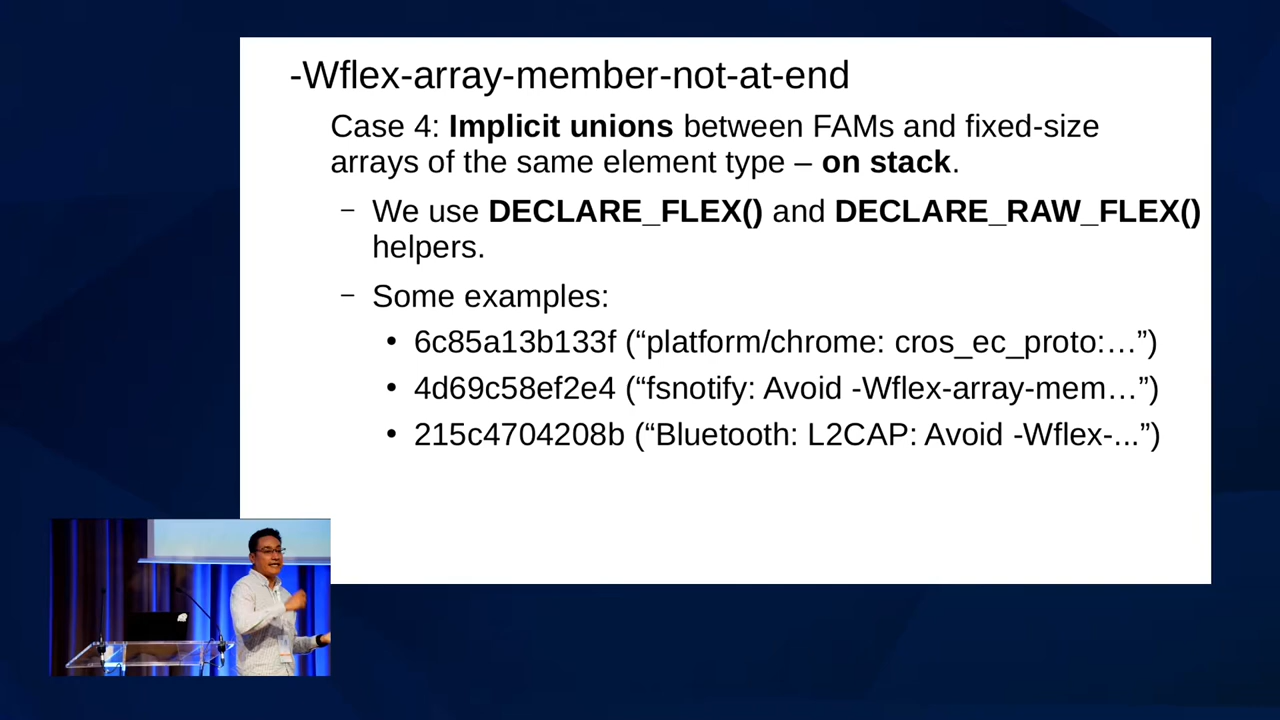 -Wflex-array-member-not-at-end
Case 4: Implicit unions between FAMs and fixed-size
arrays of the same element type – on stack.
– We use DECLARE_FLEX() and DECLARE_RAW_FLEX()
helpers.
– Some examples:
• 6c85a13b133f (“platform/chrome: cros_ec_proto:…”)
• 4d69c58ef2e4 (“fsnotify: Avoid -Wflex-array-mem…”)
• 215c4704208b (“Bluetooth: L2CAP: Avoid -Wflex-...”)